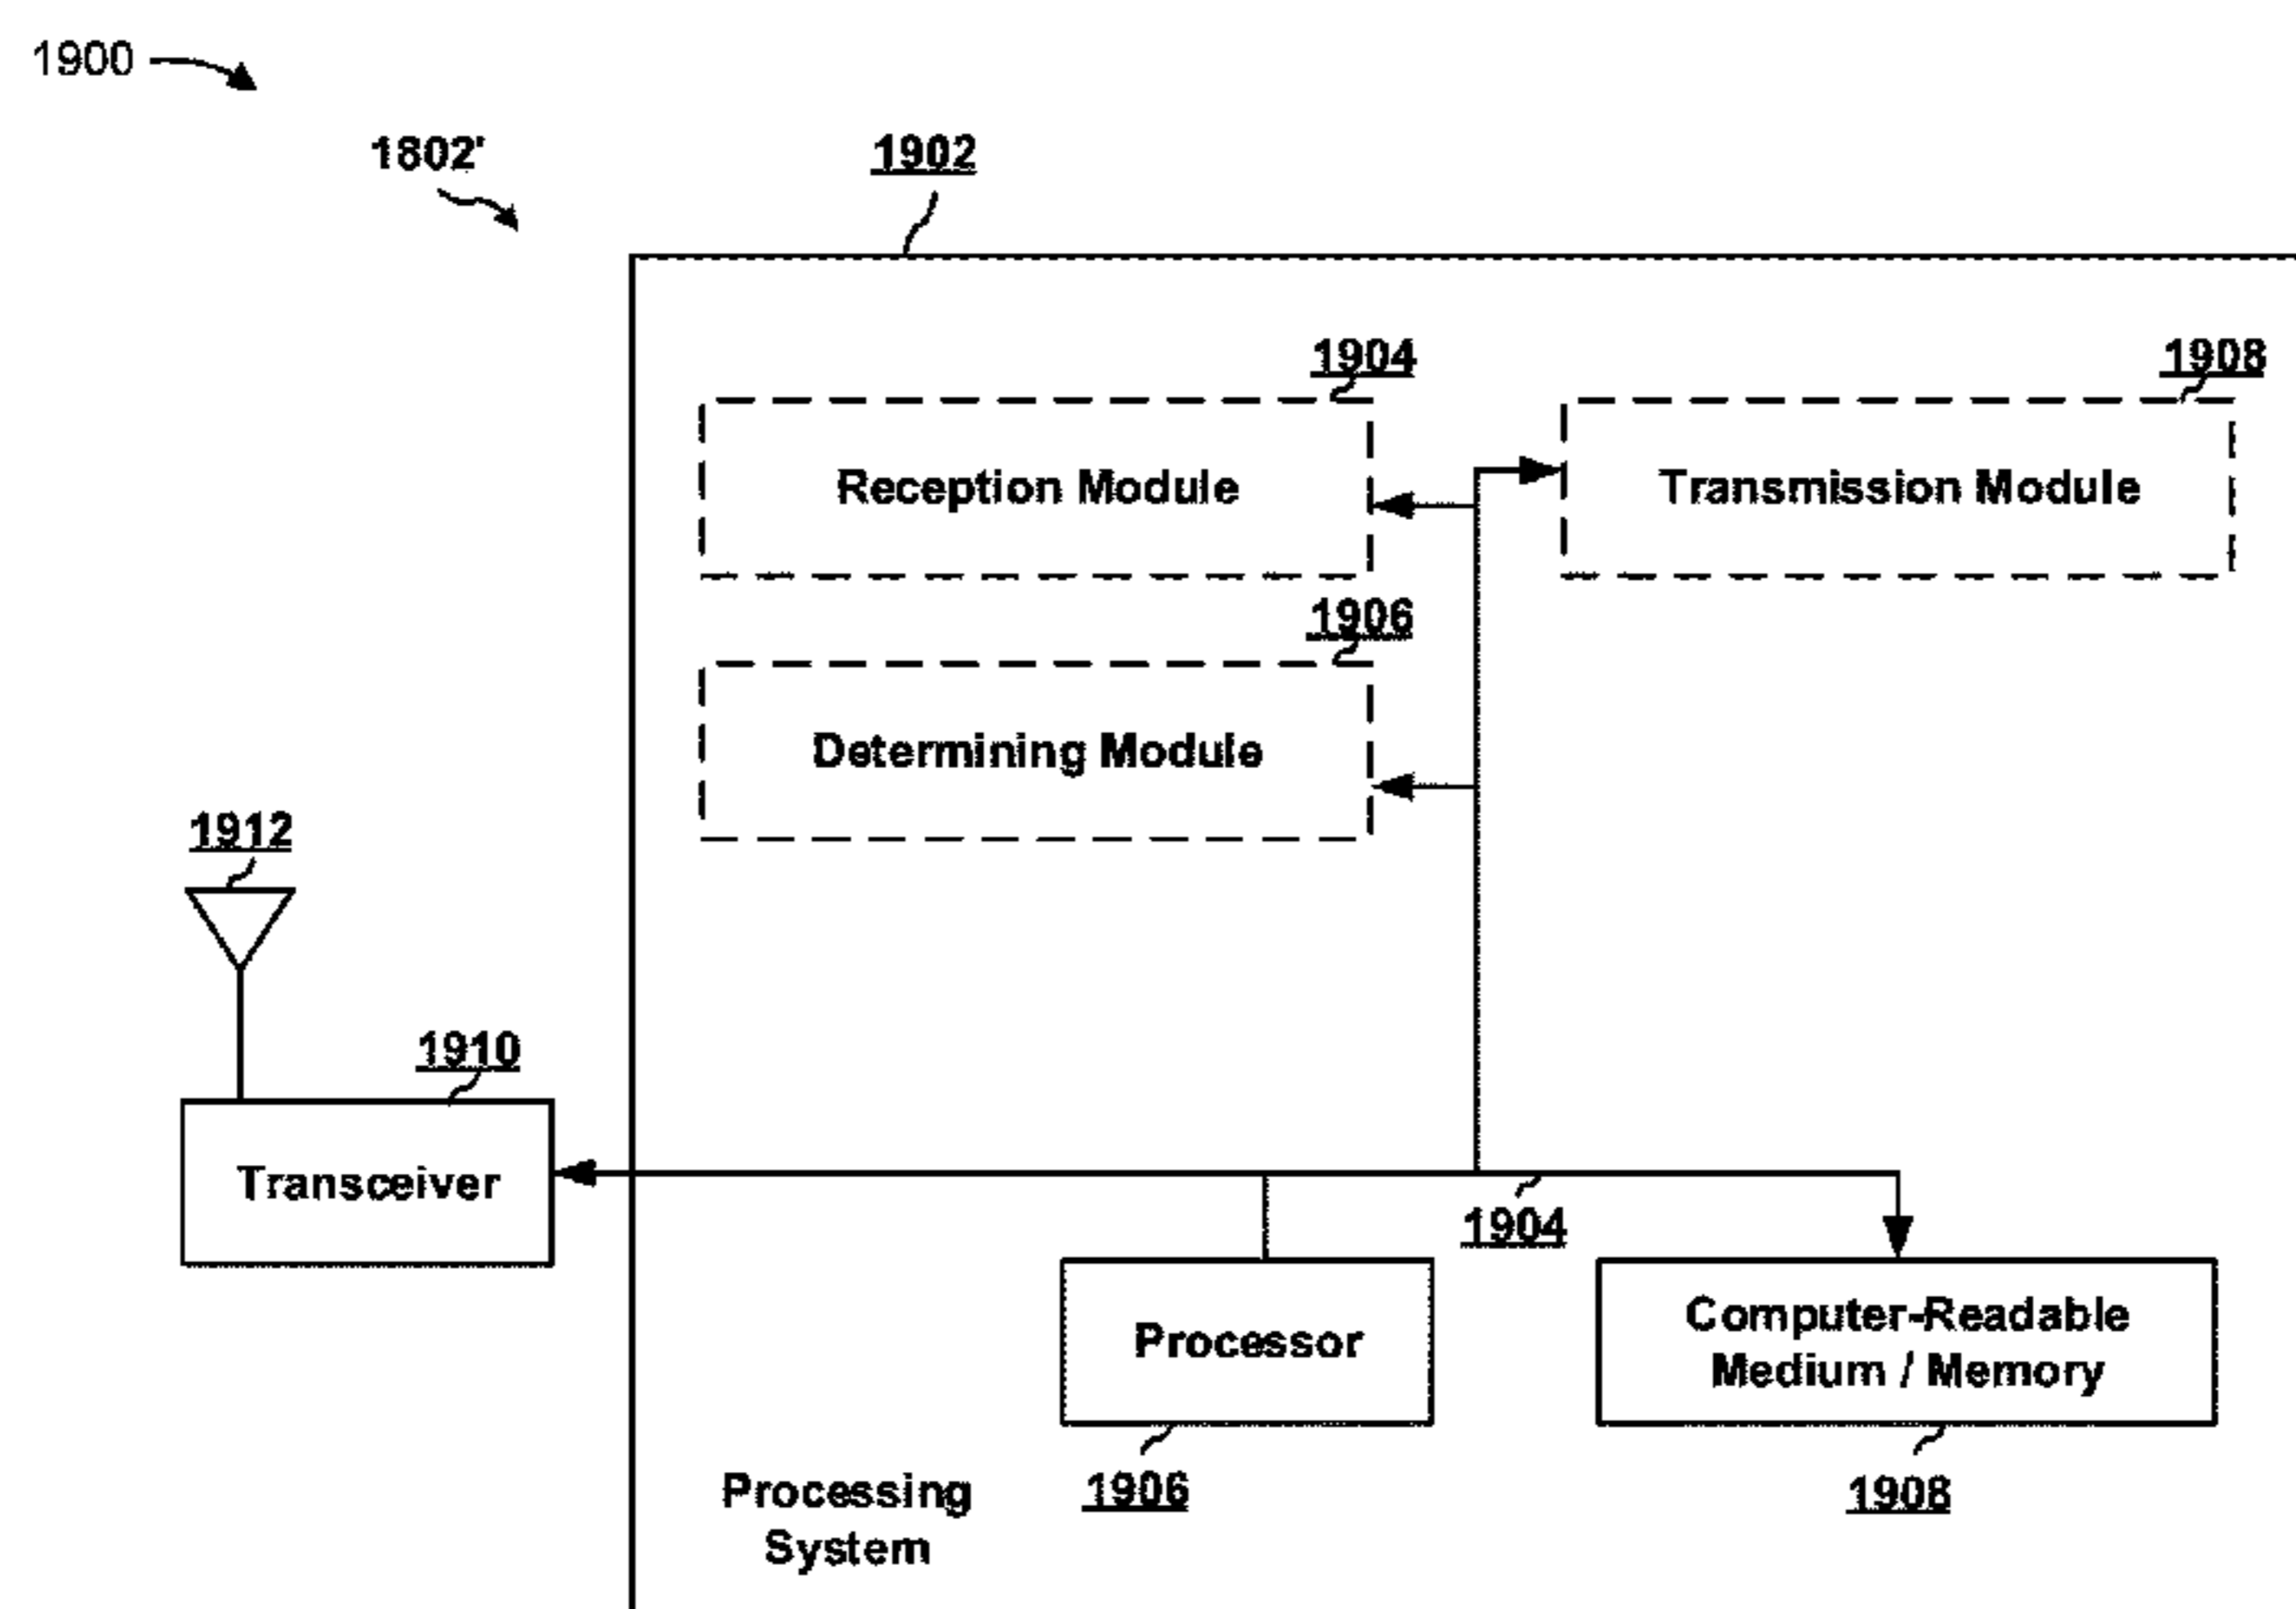 1900
1802'
1902
1904
1908
Reception Module
Transmission Module
1906
Determining Module
1912
1910
Transceiver
1904
Processor
Computer-Readable
Medium / Memory
1906
1908
Processing
System